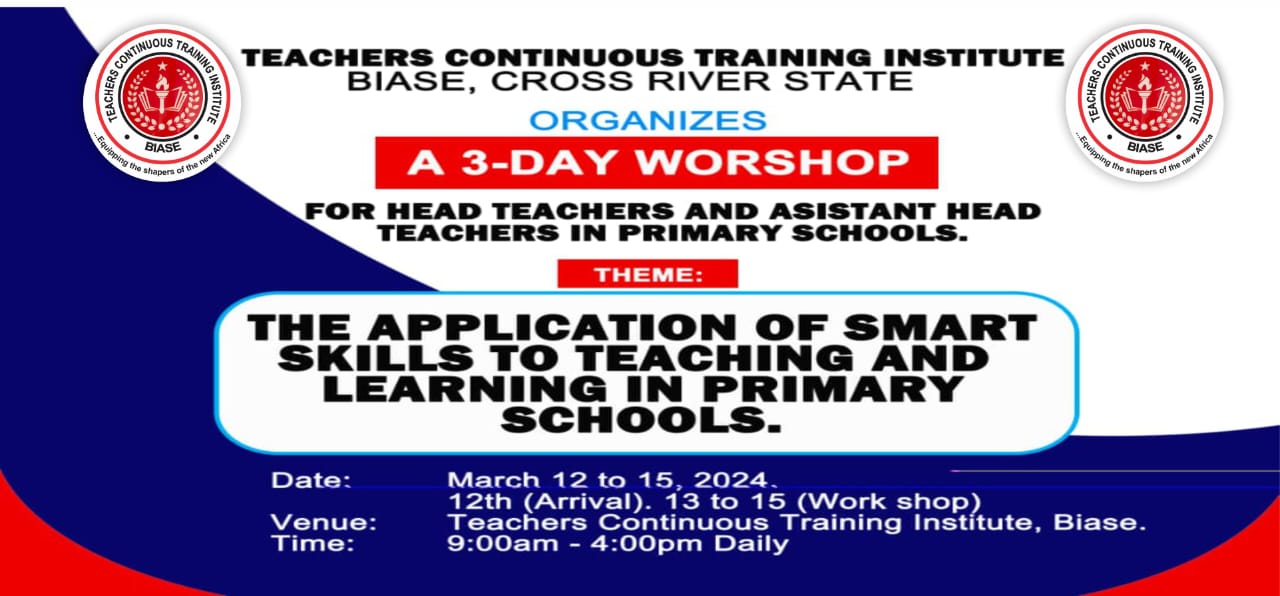 TEACHERS CONTINUOUS TRAINING INSTITUTE
BIASE
...Equipping the shapers of the new Africa
TEACHERS CONTINUOUS TRAINING INSTITUTE
BIASE, CROSS RIVER STATE
TEACHERS CONTINUOUS TRAINING INSTITUTE
BIASE
...Equipping the shapers of the new Africa
ORGANIZES
A 3-DAY WORSHOP
FOR HEAD TEACHERS AND ASISTANT HEAD
TEACHERS IN PRIMARY SCHOOLS.
THEME:
THE APPLICATION OF SMART
SKILLS TO TEACHING AND
LEARNING IN PRIMARY
SCHOOLS.
Date: March 12 to 15, 2024.
12th (Arrival). 13 to 15 (Work shop)
Venue: Teachers Continuous Training Institute, Biase.
Time: 9:00am - 4:00pm Daily